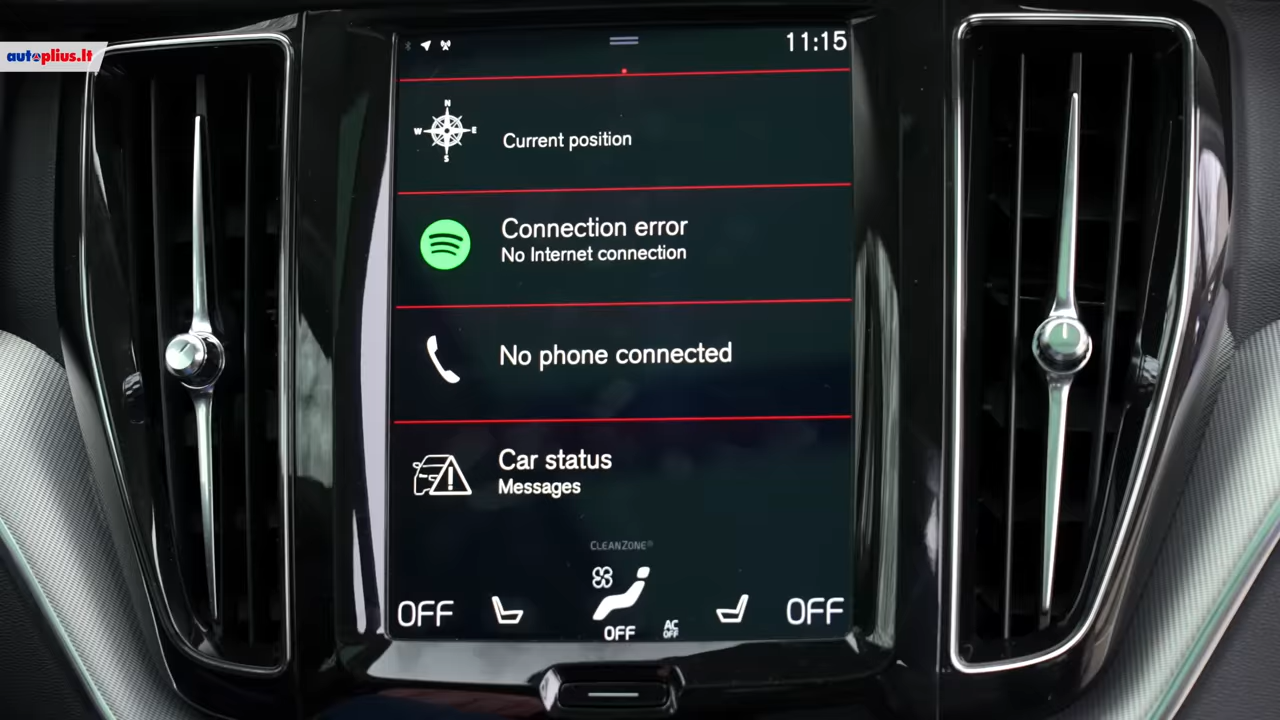 autoplius.lt
11:15
N
W E
S
Current position
Connection error
No Internet connection
No phone connected
Car status
Messages
CLEANZONE®
OFF
OFF
AC
OFF
OFF